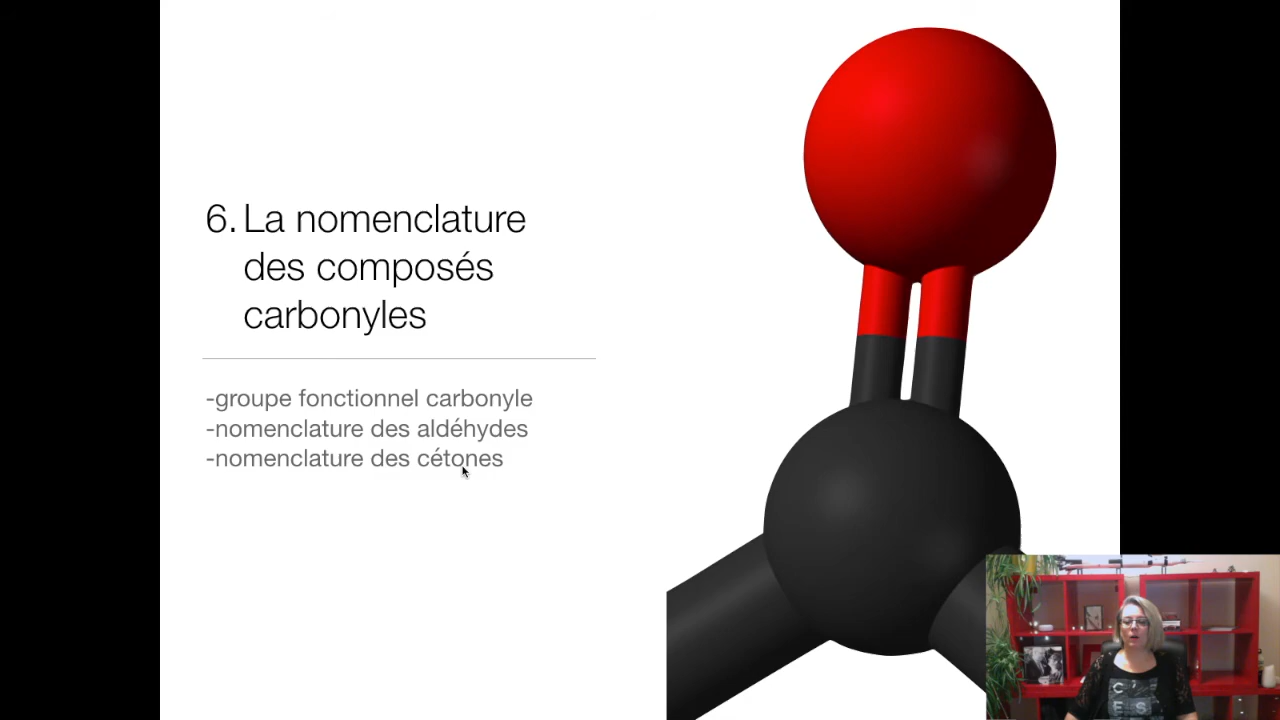 6. La nomenclature
des composés
carbonyles
-groupe fonctionnel carbonyle
-nomenclature des aldéhydes
-nomenclature des cétones